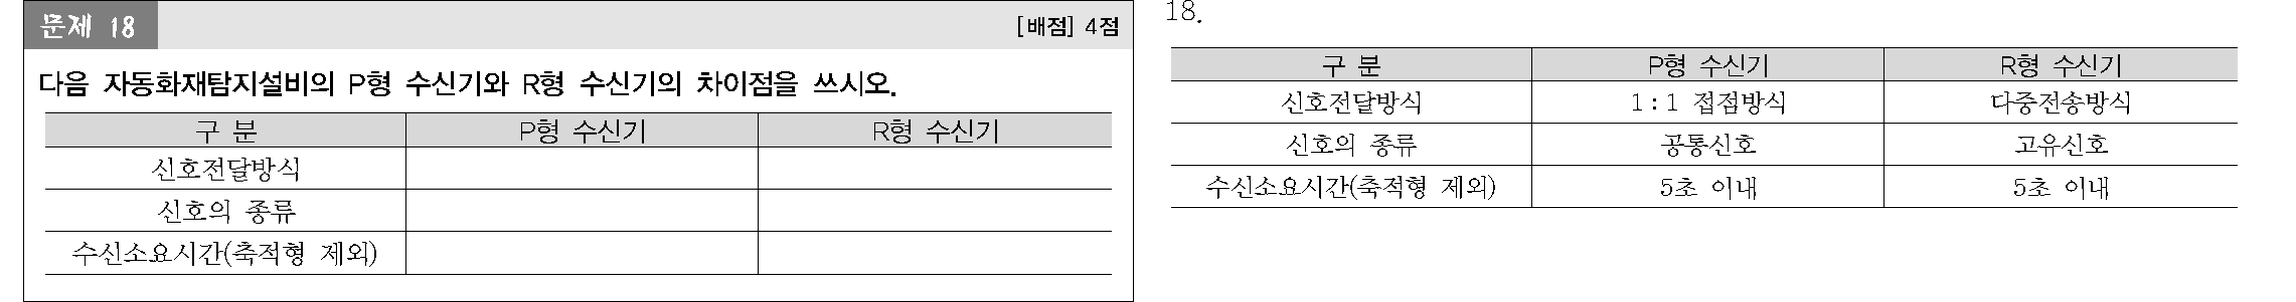 문제 18 [배점] 4점
다음 자동화재탐지설비의 P형 수신기와 R형 수신기의 차이점을 쓰시오.
구 분 P형 수신기 R형 수신기
신호전달방식
신호의 종류
수신소요시간(축적형 제외)
18.
구 분 P형 수신기 R형 수신기
신호전달방식 1:1 접점방식 다중전송방식
신호의 종류 공통신호 고유신호
수신소요시간(축적형 제외) 5초 이내 5초 이내